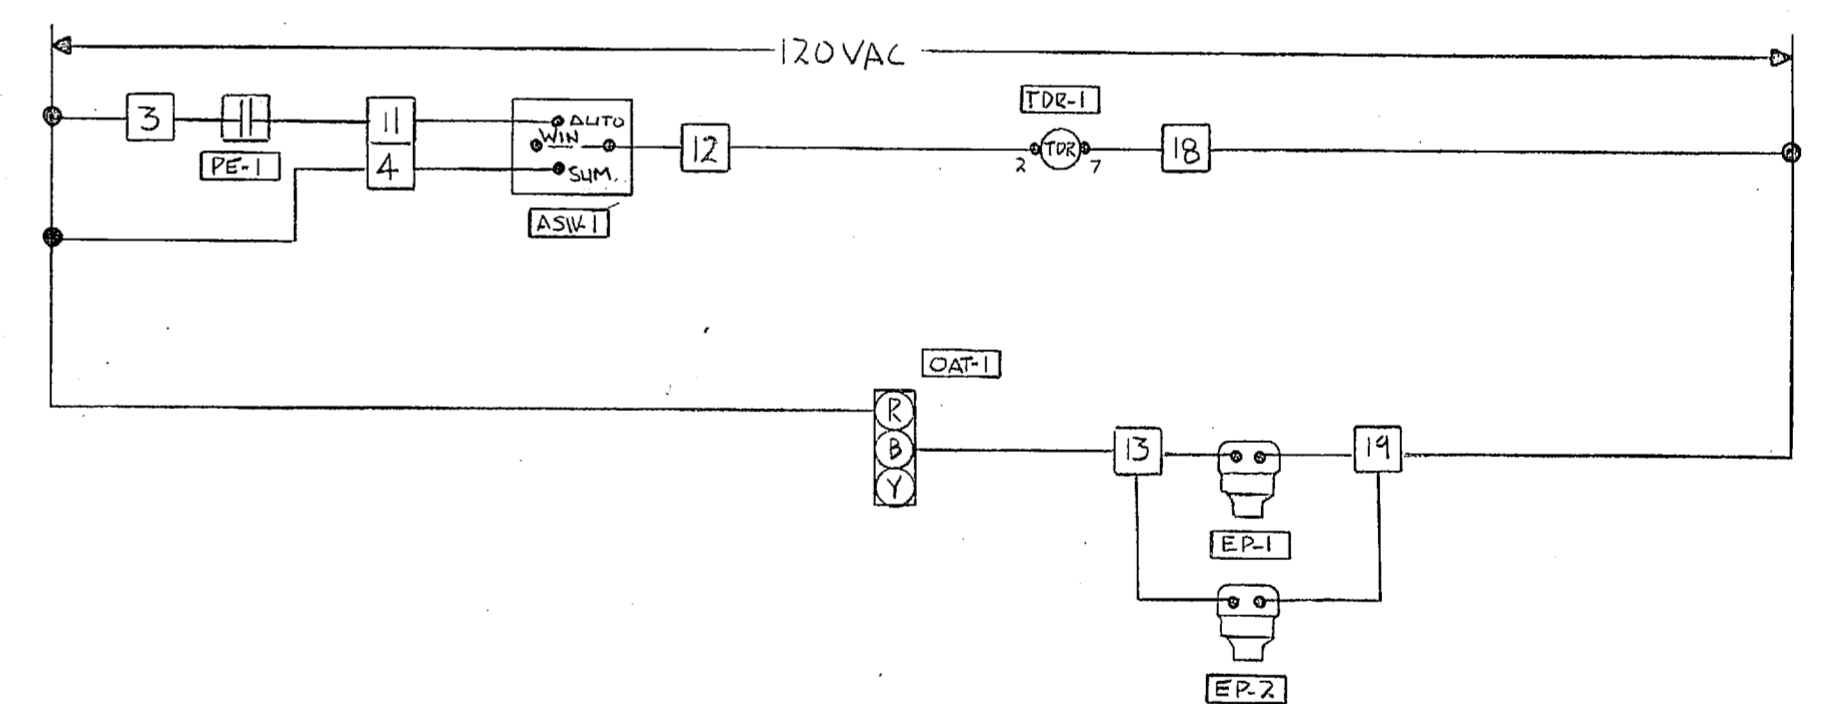 120VAC
TDR-1
3
11
AUTO
WIN
12
2
TDR
7
18
PE-1
4
SUM.
ASW-1
OAT-1
R
B
Y
13
19
EP-1
EP-2